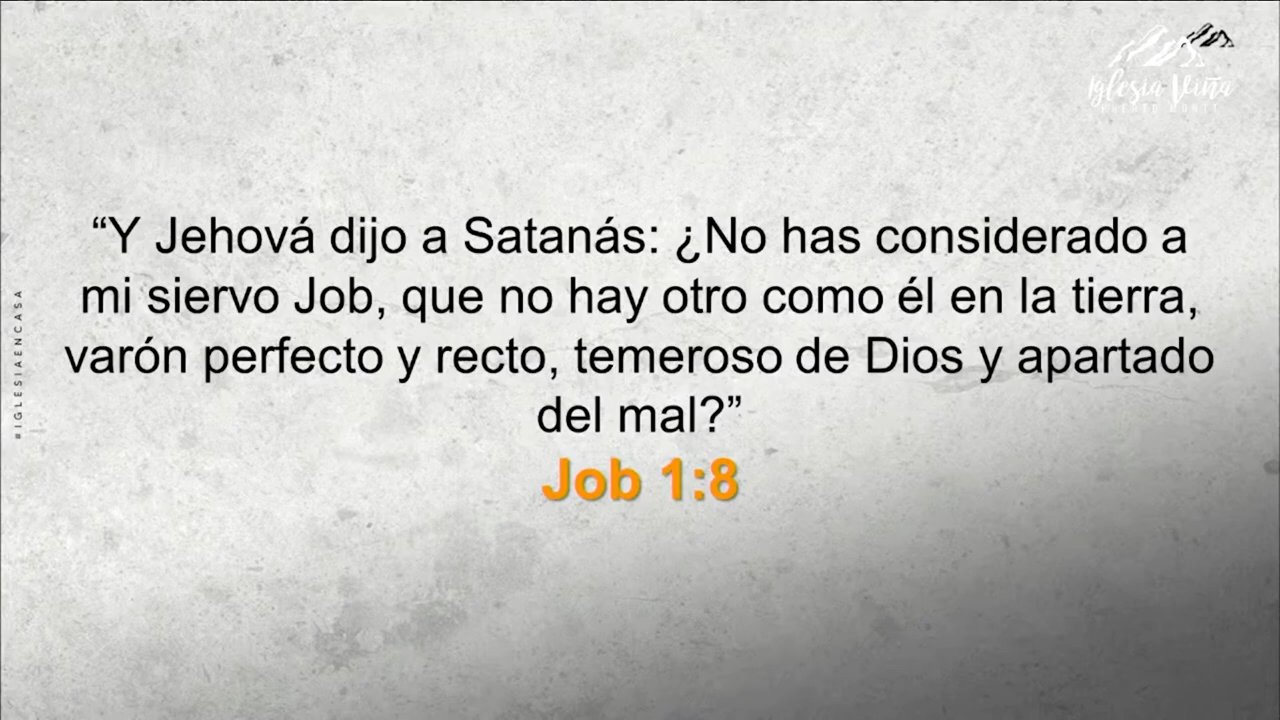 Iglesia Viña
#IGLESIAENCASA
“Y Jehová dijo a Satanás: ¿No has considerado a
mi siervo Job, que no hay otro como él en la tierra,
varón perfecto y recto, temeroso de Dios y apartado
del mal?”
Job 1:8